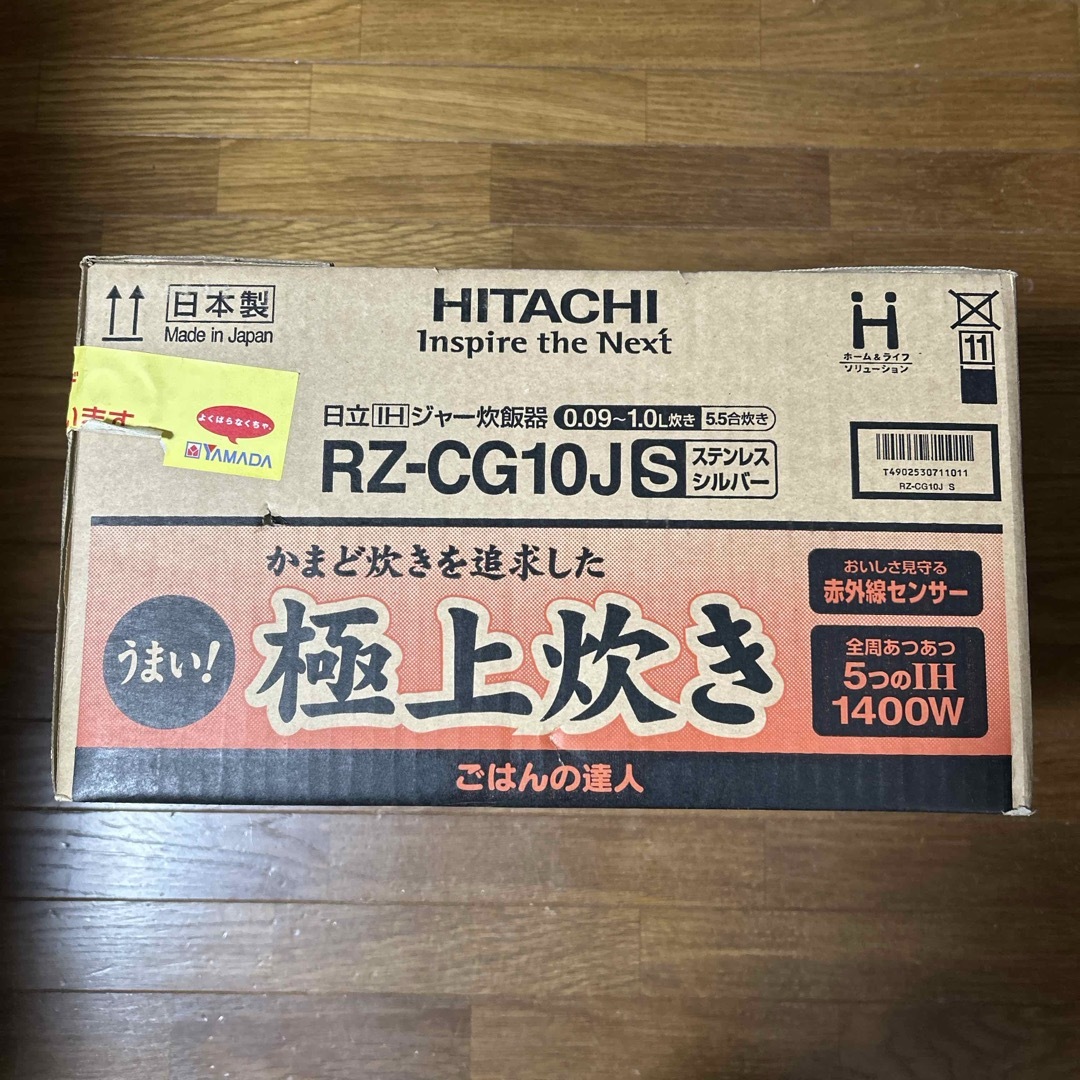 日本製
Made in Japan
HITACHI
Inspire the Next
ホーム&ライフ
ソリューション
11
います
よくばらなくちゃ。
YAMADA
日立IHジャー炊飯器 0.09~1.0L炊き 5.5合炊き
RZ-CG10J S ステンレス
シルバー
T4902530711011
RZ-CG10J S
かまど炊きを追求した
うまい!
極上炊き
おいしさ見守る
赤外線センサー
全周あつあつ
5つのIH
1400W
ごはんの達人